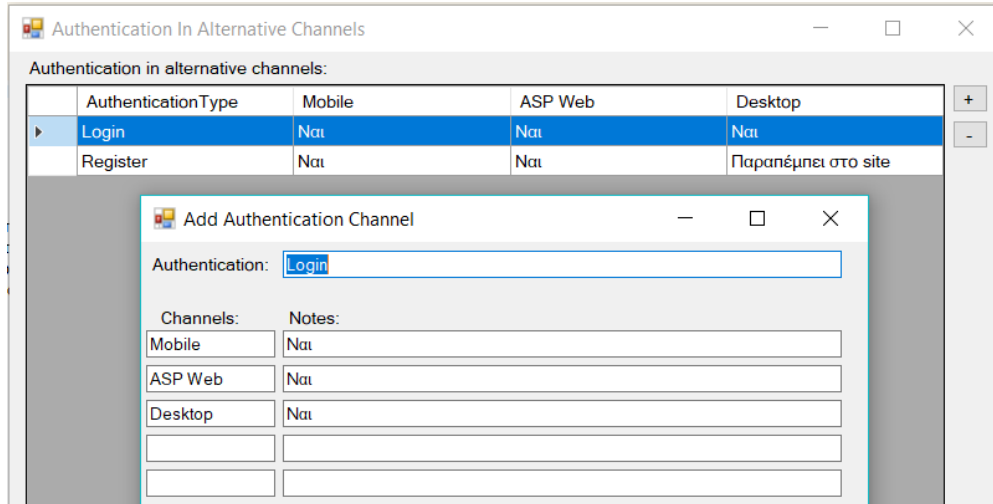 Authentication In Alternative Channels
Authentication in alternative channels:
AuthenticationType Mobile ASP Web Desktop
Login Ναι Ναι Ναι
Register Ναι Ναι Παραπέμπει στο site
+
-
Add Authentication Channel
Authentication: Login
Channels: Notes:
Mobile Ναι
ASP Web Ναι
Desktop Ναι